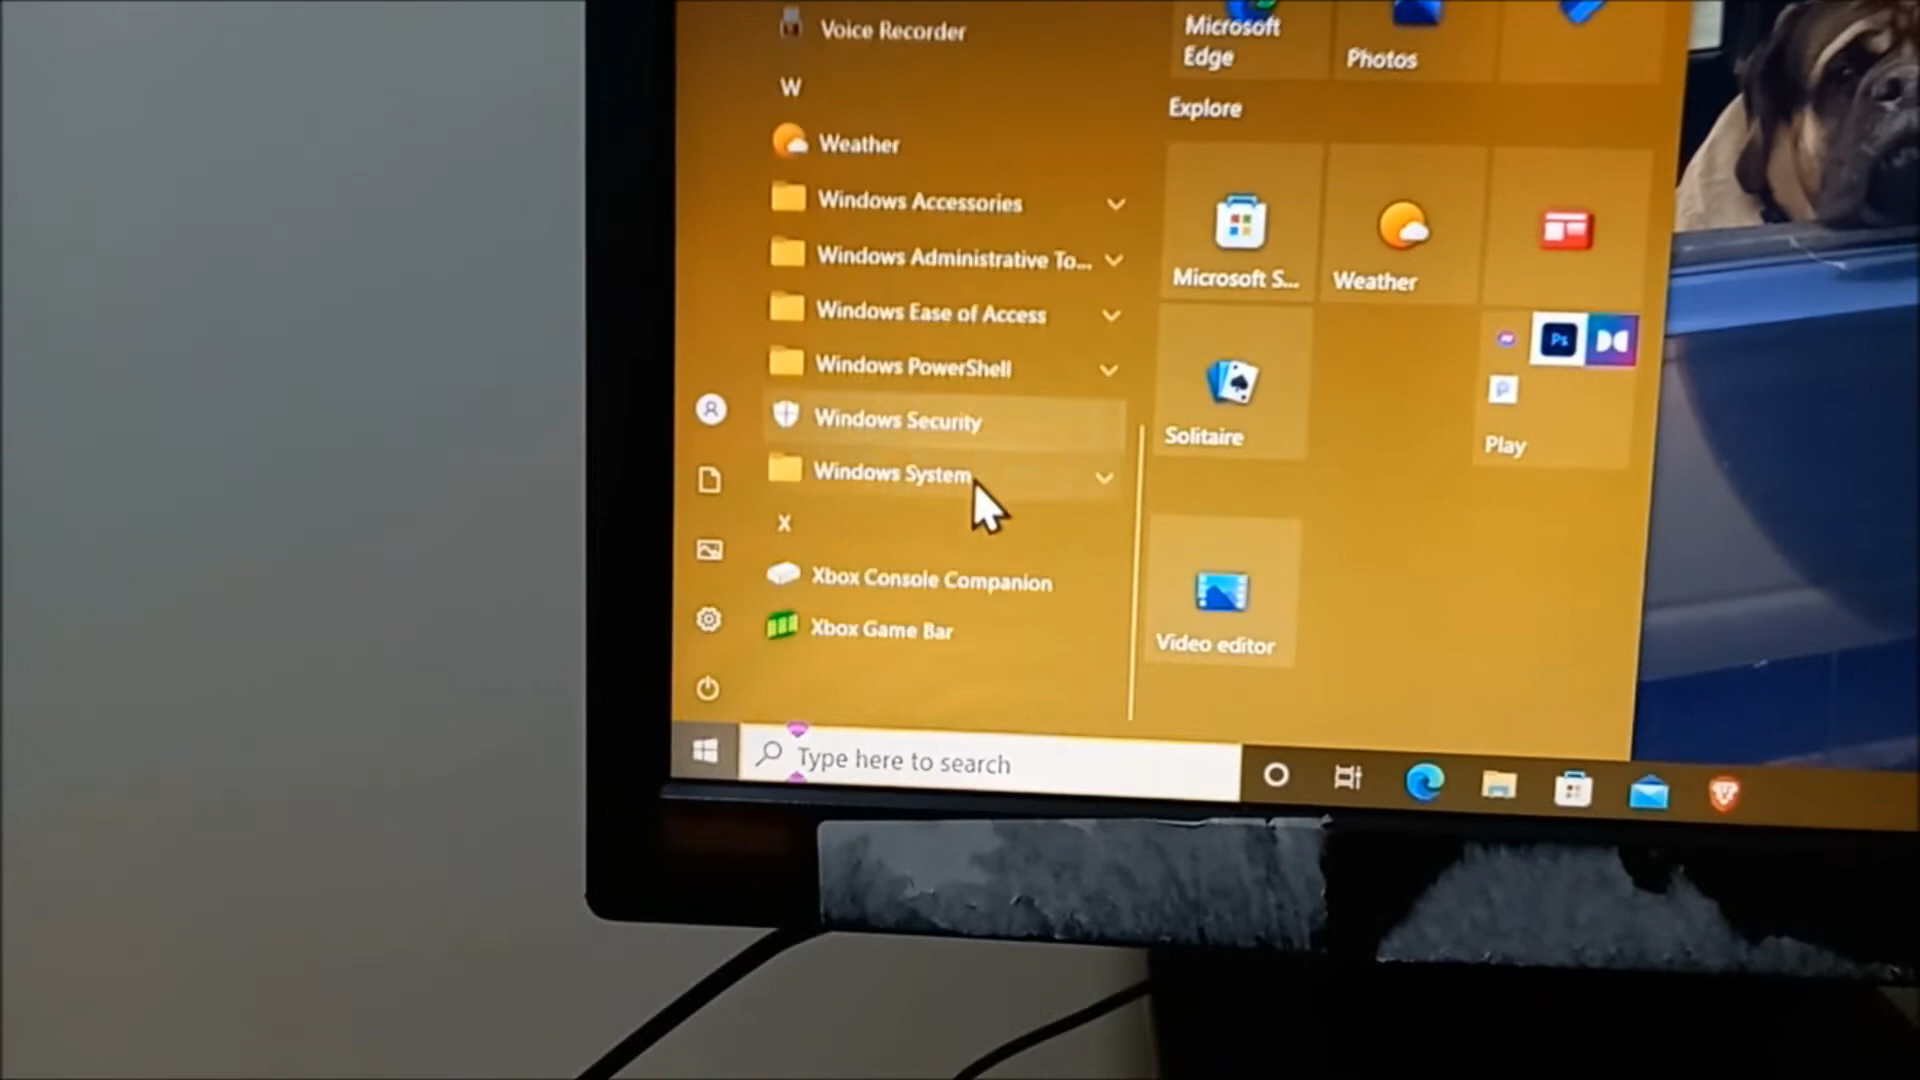 Voice Recorder
W
Weather
Windows Accessories
Windows Administrative To...
Windows Ease of Access
Windows PowerShell
Windows Security
Windows System
X
Xbox Console Companion
Xbox Game Bar
Microsoft
Edge
Photos
Explore
Microsoft S...
Weather
Solitaire
Ps
Play
Video editor
Type here to search